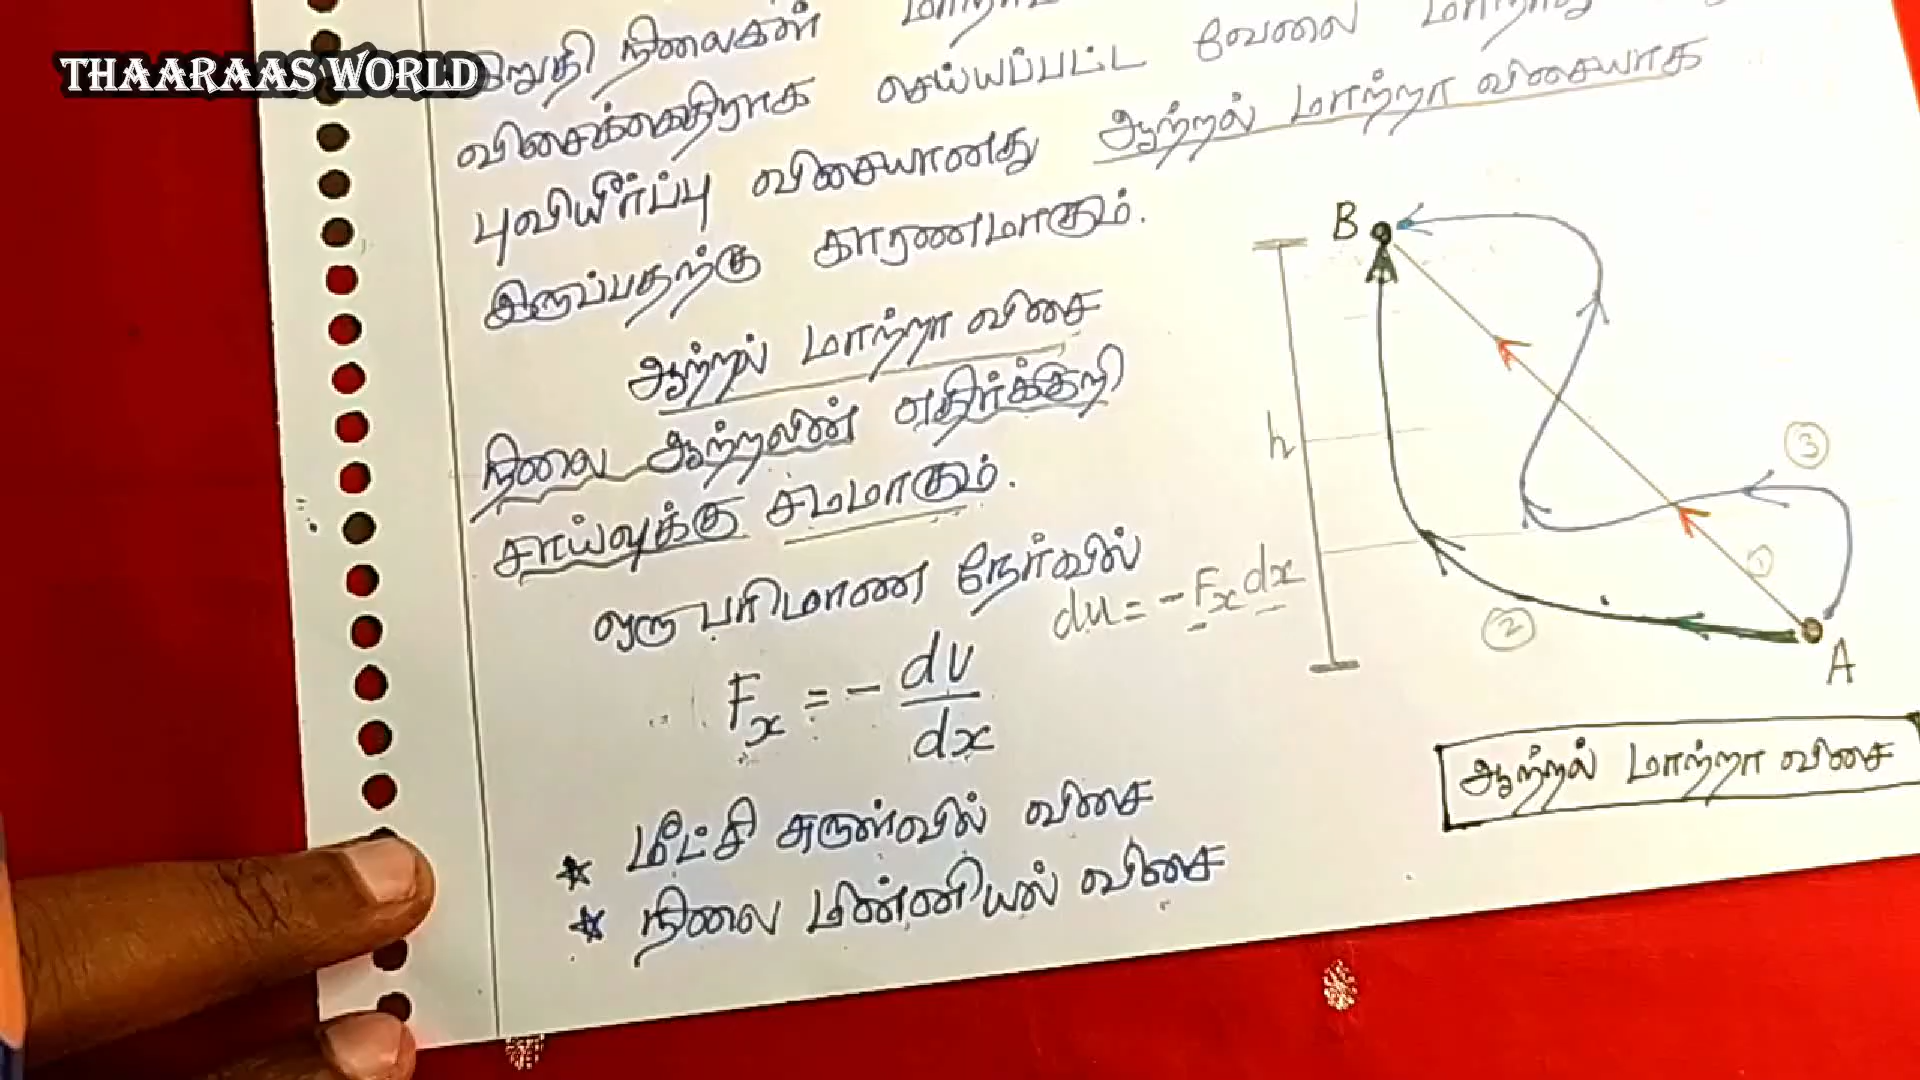 THAARAAS WORLD
இறுதி நிலைகள்
விசைக்கெதிராக செய்யப்பட்ட வேலை மாறாது
புவியீர்ப்பு விசையானது ஆற்றல் மாற்றா விசையாக
இருப்பதற்கு காரணமாகும்.
ஆற்றல் மாற்றா விசை
நிலை ஆற்றலின் எதிர்க்குறி
சாய்வுக்கு சமமாகும்.
ஒரு பரிமாண நேர்வில்
du = -Fx dx
Fx = - dU/dx
* மீட்சி சுருள்வில் விசை
* நிலை மின்னியல் விசை
B
h
3
1
2
A
ஆற்றல் மாற்றா விசை